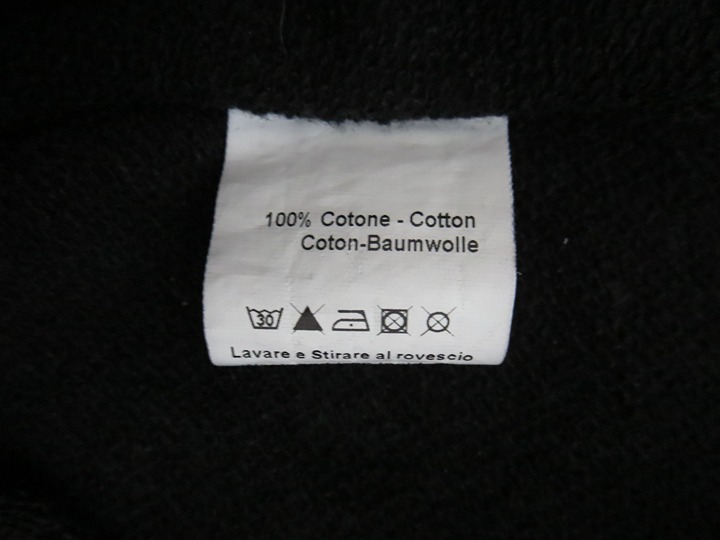 100% Cotone - Cotton
Coton-Baumwolle
30
Lavare e Stirare al rovescio